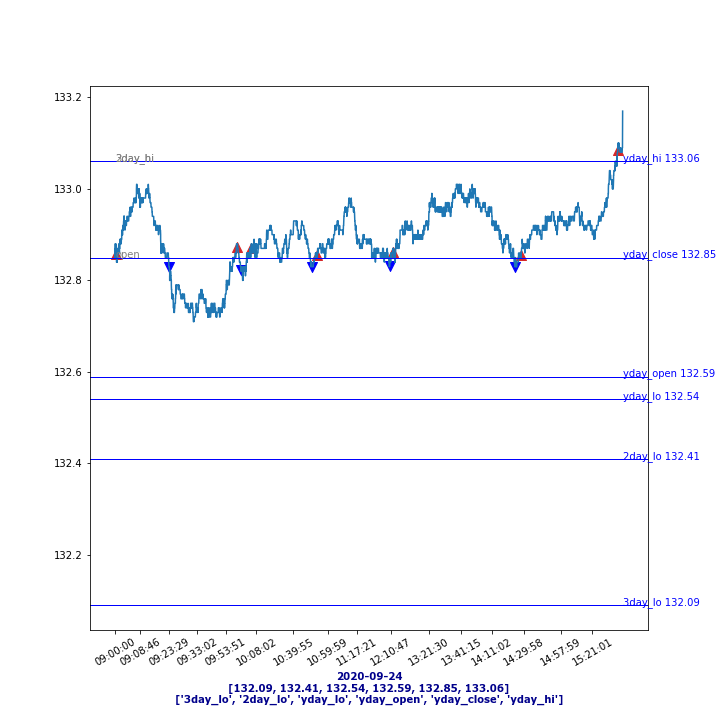 133.2
3day_hi
yday_hi 133.06
133.0
open
yday_close 132.85
132.8
132.6
yday_open 132.59
yday_lo 132.54
132.4
2day_lo 132.41
132.2
3day_lo 132.09
09:00:00
09:08:46
09:23:29
09:33:02
09:53:51
10:08:02
10:39:55
10:59:59
11:17:21
12:10:47
13:21:30
13:41:15
14:11:02
14:29:58
14:57:59
15:21:01
2020-09-24
[132.09, 132.41, 132.54, 132.59, 132.85, 133.06]
['3day_lo', '2day_lo', 'yday_lo', 'yday_open', 'yday_close', 'yday_hi']